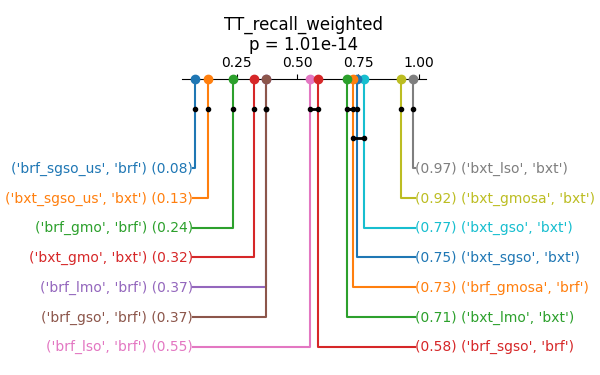 TT_recall_weighted
p = 1.01e-14
0.25 0.50 0.75 1.00
('brf_sgso_us', 'brf') (0.08) (0.97) ('bxt_lso', 'bxt')
('bxt_sgso_us', 'bxt') (0.13) (0.92) ('bxt_gmosa', 'bxt')
('brf_gmo', 'brf') (0.24) (0.77) ('bxt_gso', 'bxt')
('bxt_gmo', 'bxt') (0.32) (0.75) ('bxt_sgso', 'bxt')
('brf_lmo', 'brf') (0.37) (0.73) ('brf_gmosa', 'brf')
('brf_gso', 'brf') (0.37) (0.71) ('bxt_lmo', 'bxt')
('brf_lso', 'brf') (0.55) (0.58) ('brf_sgso', 'brf')